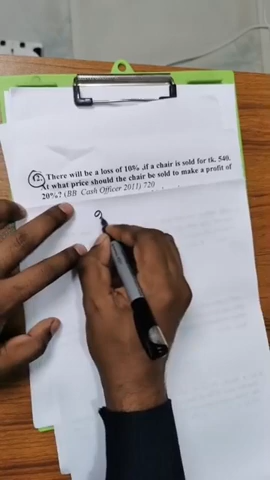 12. There will be a loss of 10% ,if a chair is sold for tk. 540.
At what price should the chair be sold to make a profit of
20%? (BB Cash Officer 2011) 720